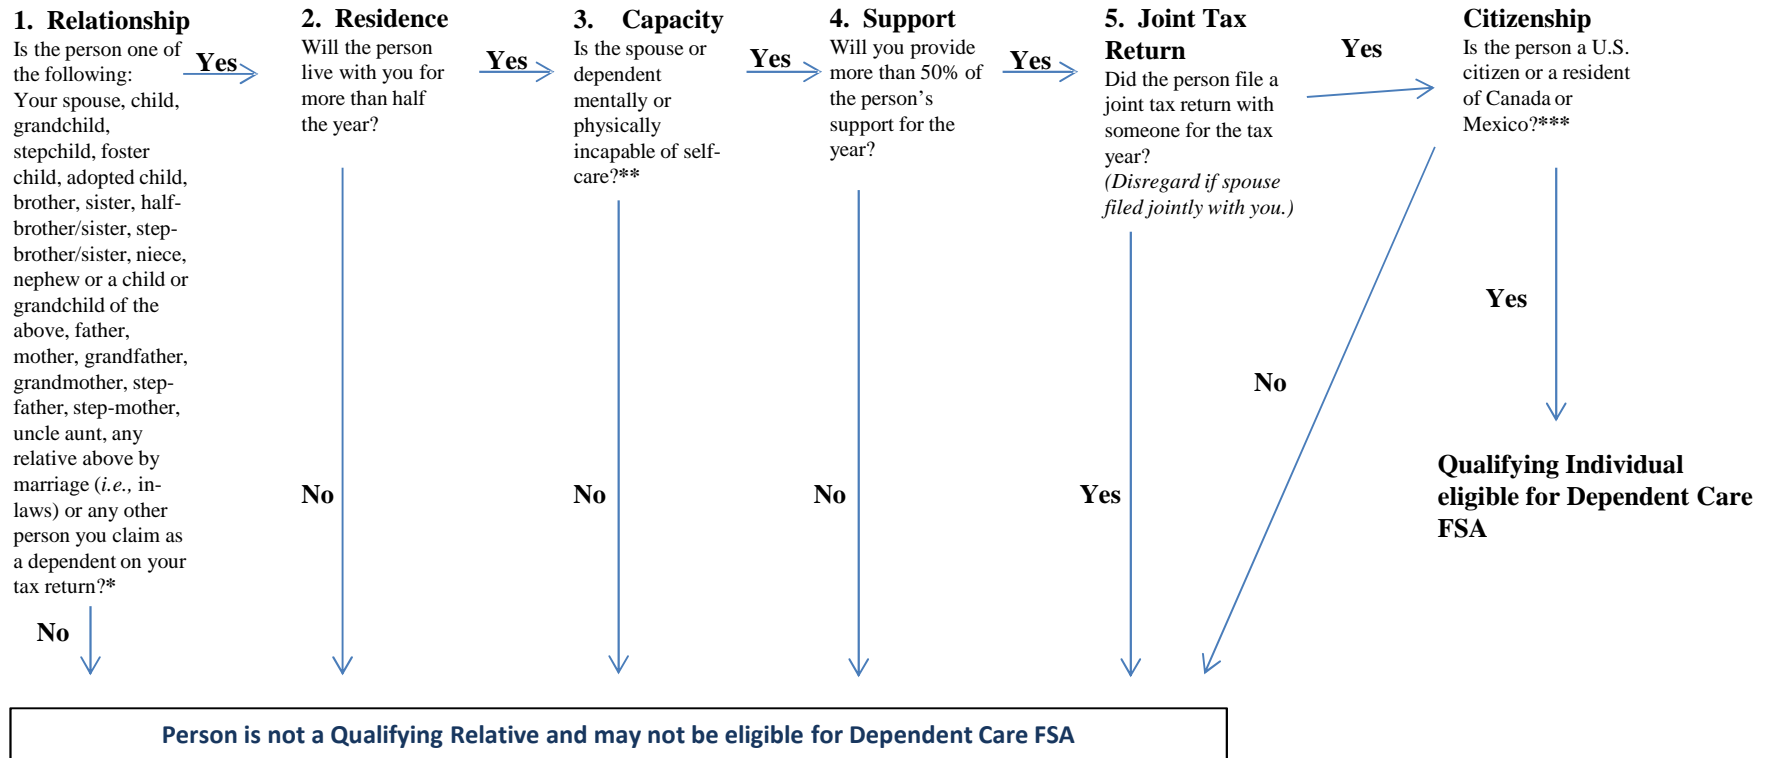 1. Relationship
Is the person one of
the following:
Your spouse, child,
grandchild,
stepchild, foster
child, adopted child,
brother, sister, half-
brother/sister, step-
brother/sister, niece,
nephew or a child or
grandchild of the
above, father,
mother, grandfather,
grandmother, step-
father, step-mother,
uncle aunt, any
relative above by
marriage (i.e., in-
laws) or any other
person you claim as
a dependent on your
tax return?*
No
Yes
2. Residence
Will the person
live with you for
more than half
the year?
No
Yes
3. Capacity
Is the spouse or
dependent
mentally or
physically
incapable of self-
care?**
No
Yes
4. Support
Will you provide
more than 50% of
the person's
support for the
year?
No
Yes
5. Joint Tax
Return
Did the person file a
joint tax return with
someone for the tax
year?
(Disregard if spouse
filed jointly with you.)
Yes
Yes
Citizenship
Is the person a U.S.
citizen or a resident
of Canada or
Mexico?***
No
Yes
Qualifying Individual
eligible for Dependent Care
FSA
Person is not a Qualifying Relative and may not be eligible for Dependent Care FSA